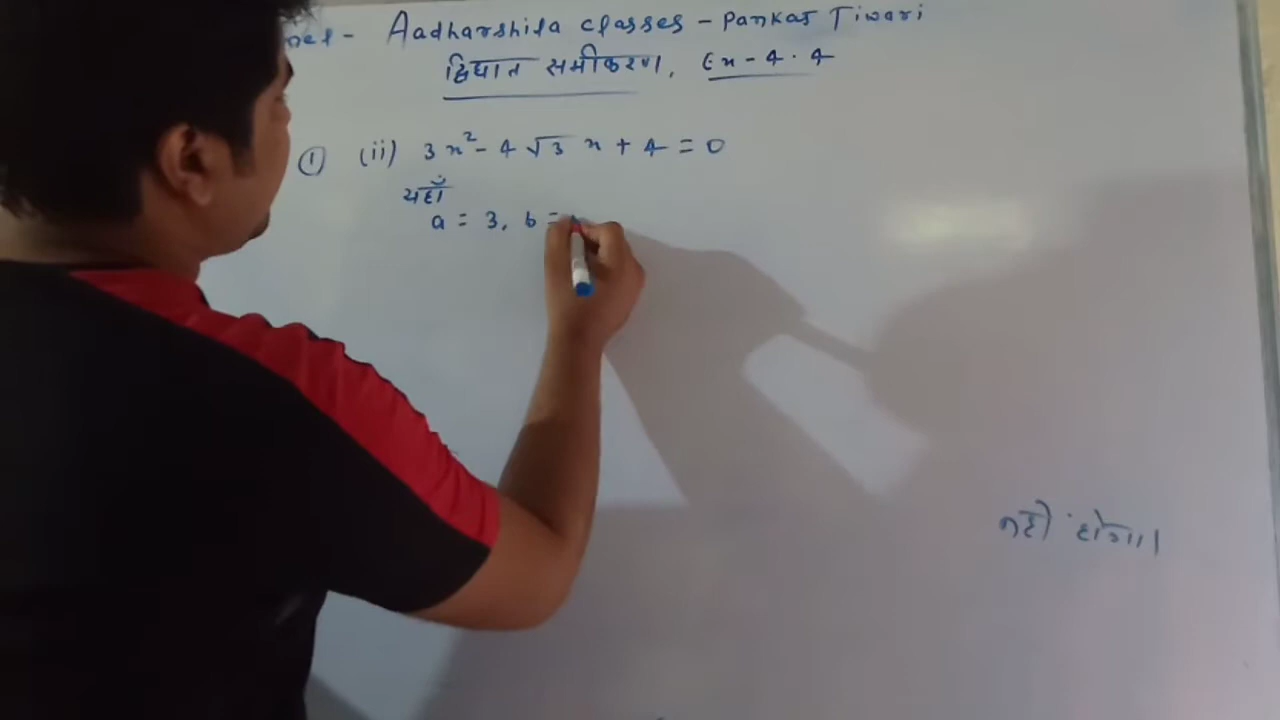 nel - Aadharshila classes - Pankaj Tiwari
द्विघात समीकरण, Ex - 4.4
① (ii) 3x² - 4√3 x + 4 = 0
यहाँ
a = 3, b =
नहीं होगा।